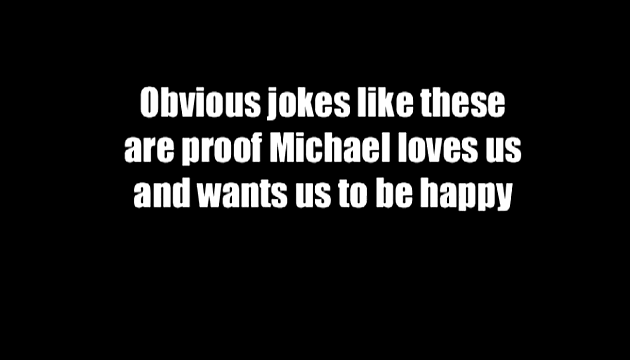 Obvious jokes like these
are proof Michael loves us
and wants us to be happy